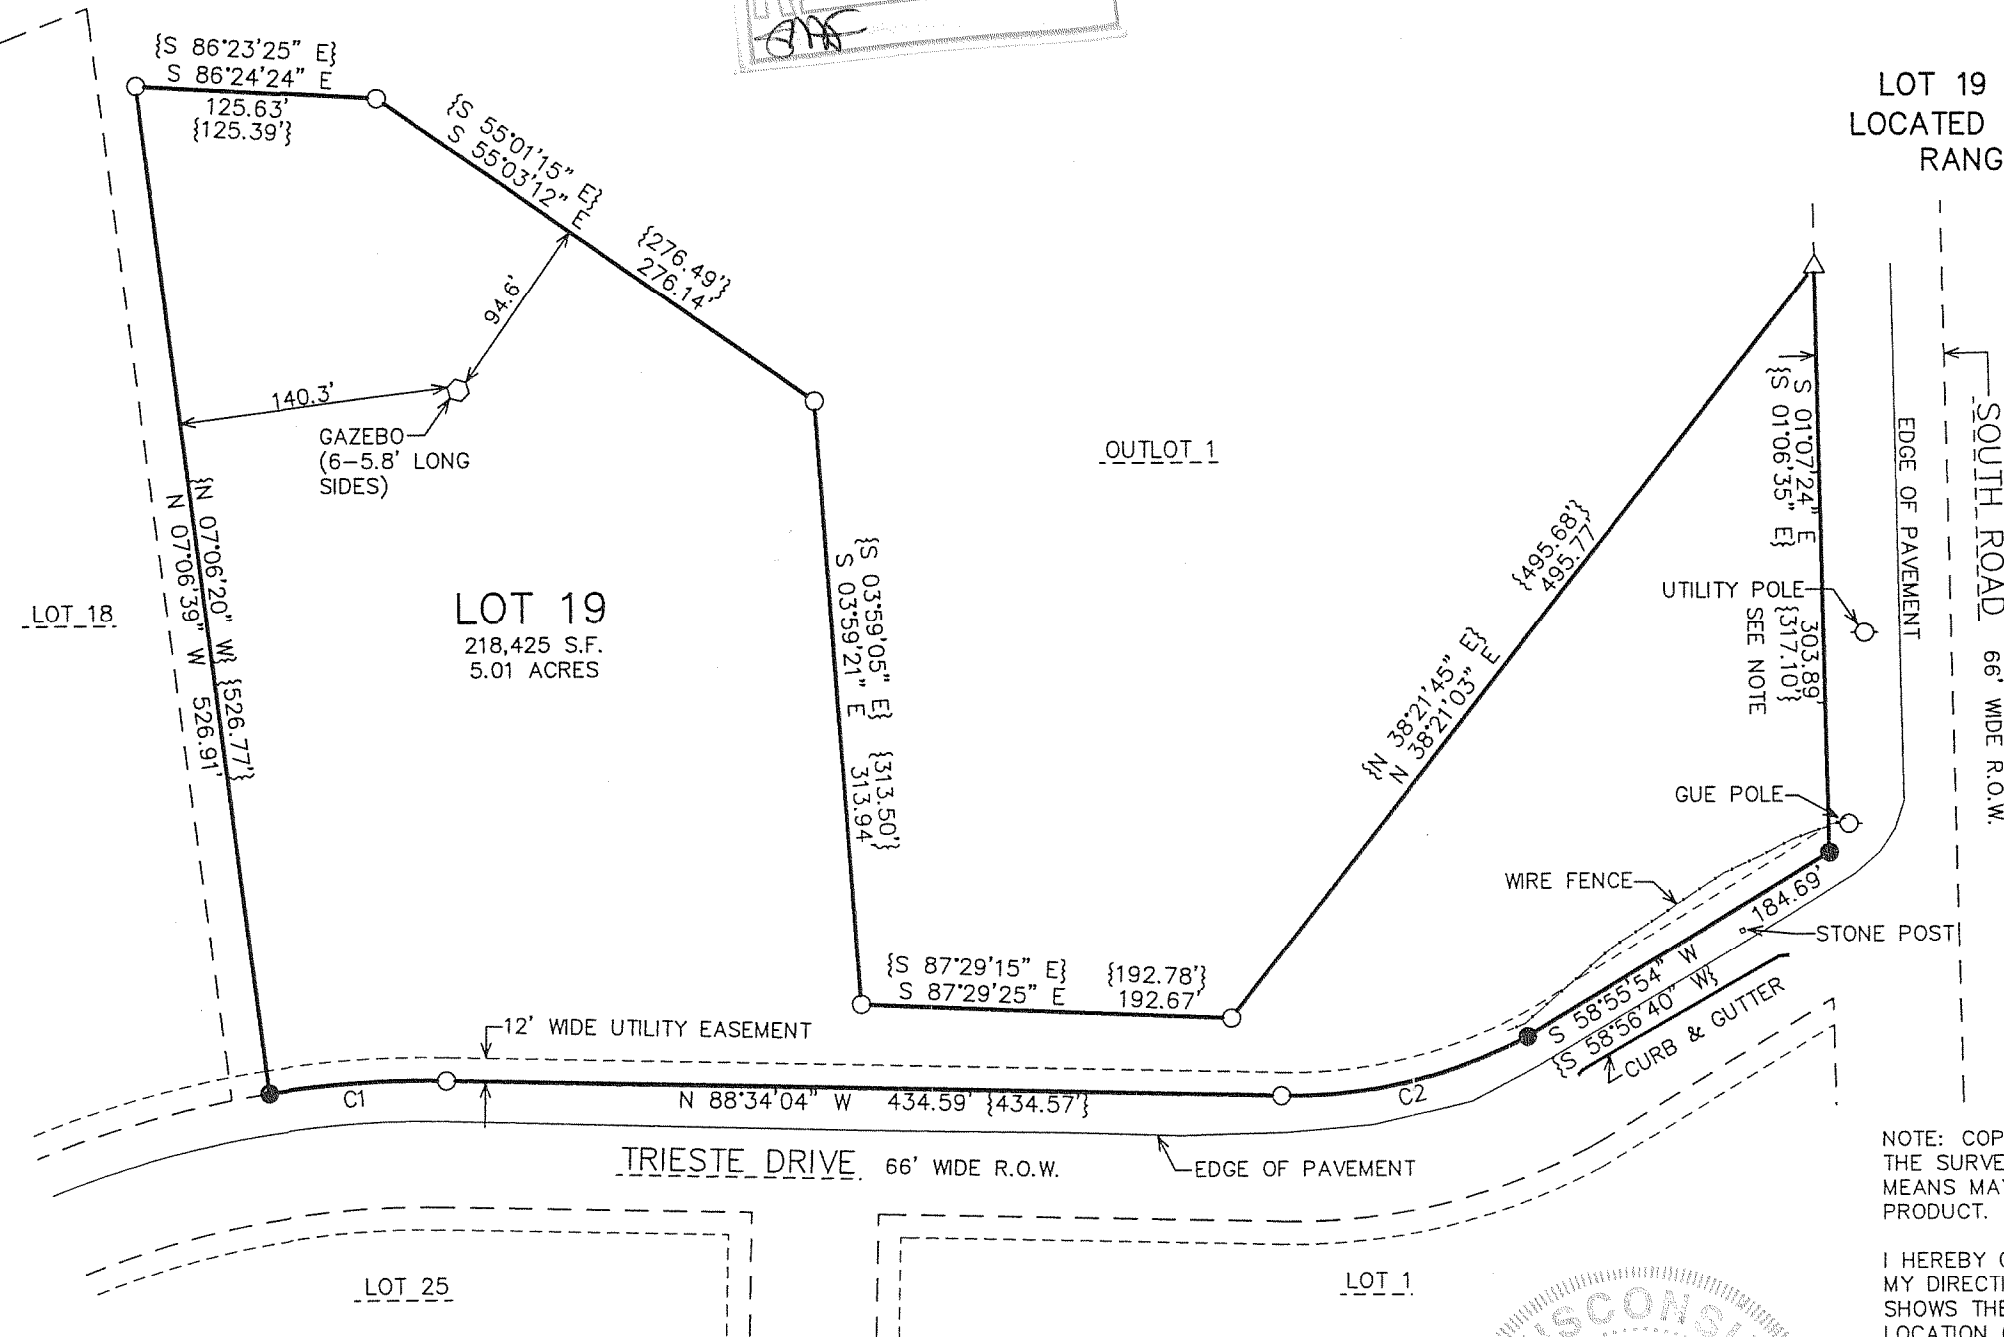 {S 86°23'25" E}
S 86°24'24" E
125.63'
{125.39'}
{S 55°01'15" E}
S 55°03'12" E
{276.49'}
276.14'
94.6'
140.3'
GAZEBO
(6-5.8' LONG
SIDES)
LOT 19
LOCATED
RANG
{N 07°06'20" W} {526.77'}
N 07°06'39" W 526.91'
LOT 18
LOT 19
218,425 S.F.
5.01 ACRES
OUTLOT 1
{S 03°59'05" E} {313.50'}
S 03°59'21" E 313.94'
{495.68'}
495.77'
{N 38°21'45" E}
N 38°21'03" E
S 01°07'24" E 303.89'
{S 01°06'35" E} {317.10'}
SEE NOTE
EDGE OF PAVEMENT
SOUTH ROAD 66' WIDE R.O.W.
UTILITY POLE
GUE POLE
WIRE FENCE
184.69'
STONE POST
S 58°55'54" W
{S 58°56'40" W}
CURB & GUTTER
{S 87°29'15" E} {192.78'}
S 87°29'25" E 192.67'
12' WIDE UTILITY EASEMENT
C1
N 88°34'04" W 434.59' {434.57'}
C2
TRIESTE DRIVE 66' WIDE R.O.W.
EDGE OF PAVEMENT
LOT 25
LOT 1
NOTE: COP
THE SURVE
MEANS MAY
PRODUCT.
I HEREBY C
MY DIRECTI
SHOWS THE
LOCATION
ISCONSI